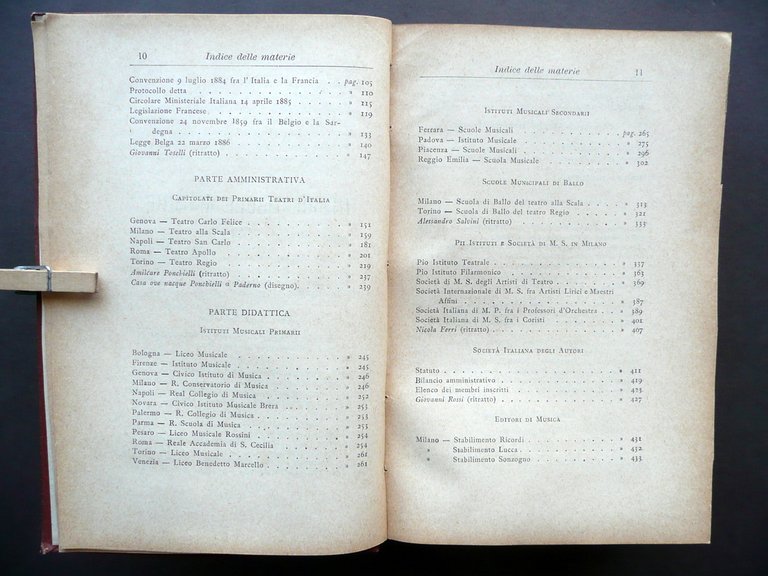 10 Indice delle materie
Convenzione 9 luglio 1884 fra l'Italia e la Francia . . pag. 105
Protocollo detta . . . . . . . . . . » 110
Circolare Ministeriale Italiana 14 aprile 1885 . . . . » 115
Legislazione Francese . . . . . . . . . » 119
Convenzione 24 novembre 1859 fra il Belgio e la Sar-
degna . . . . . . . . . . » 133
Legge Belga 22 marzo 1886 . . . . . . . » 140
Giovanni Toselli (ritratto) . . . . . . . . » 147
PARTE AMMINISTRATIVA
Capitolati dei Primarii Teatri d'Italia
Genova — Teatro Carlo Felice . . . . . . . » 151
Milano — Teatro alla Scala . . . . . . . » 159
Napoli — Teatro San Carlo . . . . . . . » 181
Roma — Teatro Apollo . . . . . . . . » 201
Torino — Teatro Regio . . . . . . . . » 219
Amilcare Ponchielli (ritratto) . . . . . . . » 237
Casa ove nacque Ponchielli a Paderno (disegno) . . . » 239
PARTE DIDATTICA
Istituti Musicali Primarii
Bologna — Liceo Musicale . . . . . . . » 245
Firenze — Istituto Musicale . . . . . . . » 245
Genova — Civico Istituto di Musica . . . . . » 246
Milano — R. Conservatorio di Musica . . . . . » 246
Napoli — Real Collegio di Musica . . . . . . » 252
Novara — Civico Istituto Musicale Brera . . . . » 253
Palermo — R. Collegio di Musica . . . . . . » 253
Parma — R. Scuola di Musica . . . . . . » 253
Pesaro — Liceo Musicale Rossini . . . . . . » 254
Roma — Reale Accademia di S. Cecilia . . . . . » 254
Torino — Liceo Musicale . . . . . . . . » 261
Venezia — Liceo Benedetto Marcello . . . . . » 261
Indice delle materie 11
Istituti Musicali Secondarii
Ferrara — Scuole Musicali . . . . . . . pag. 265
Padova — Istituto Musicale . . . . . . . » 275
Piacenza — Scuole Musicali . . . . . . . » 296
Reggio Emilia — Scuola Musicale . . . . . . » 302
Scuole Municipali di Ballo
Milano — Scuola di Ballo del teatro alla Scala . . . » 313
Torino — Scuola di Ballo del teatro Regio . . . . » 321
Alessandro Salvini (ritratto) . . . . . . . » 333
Pii Istituti e Società di M. S. in Milano
Pio Istituto Teatrale . . . . . . . . . » 337
Pio Istituto Filarmonico . . . . . . . . » 363
Società di M. S. degli Artisti di Teatro . . . . . » 369
Società Internazionale di M. S. fra Artisti Lirici e Maestri
Affini . . . . . . . . . . » 387
Società Italiana di M. P. fra i Professori d'Orchestra . . » 389
Società Italiana di M. S. fra i Coristi . . . . . » 401
Nicola Ferri (ritratto) . . . . . . . . . » 407
Società Italiana degli Autori
Statuto . . . . . . . . . . . » 411
Bilancio amministrativo . . . . . . . . » 419
Elenco dei membri inscritti . . . . . . . » 425
Giovanni Rossi (ritratto) . . . . . . . . » 427
Editori di Musica
Milano — Stabilimento Ricordi . . . . . . . » 431
» Stabilimento Lucca . . . . . . . » 432
» Stabilimento Sonzogno . . . . . . » 433